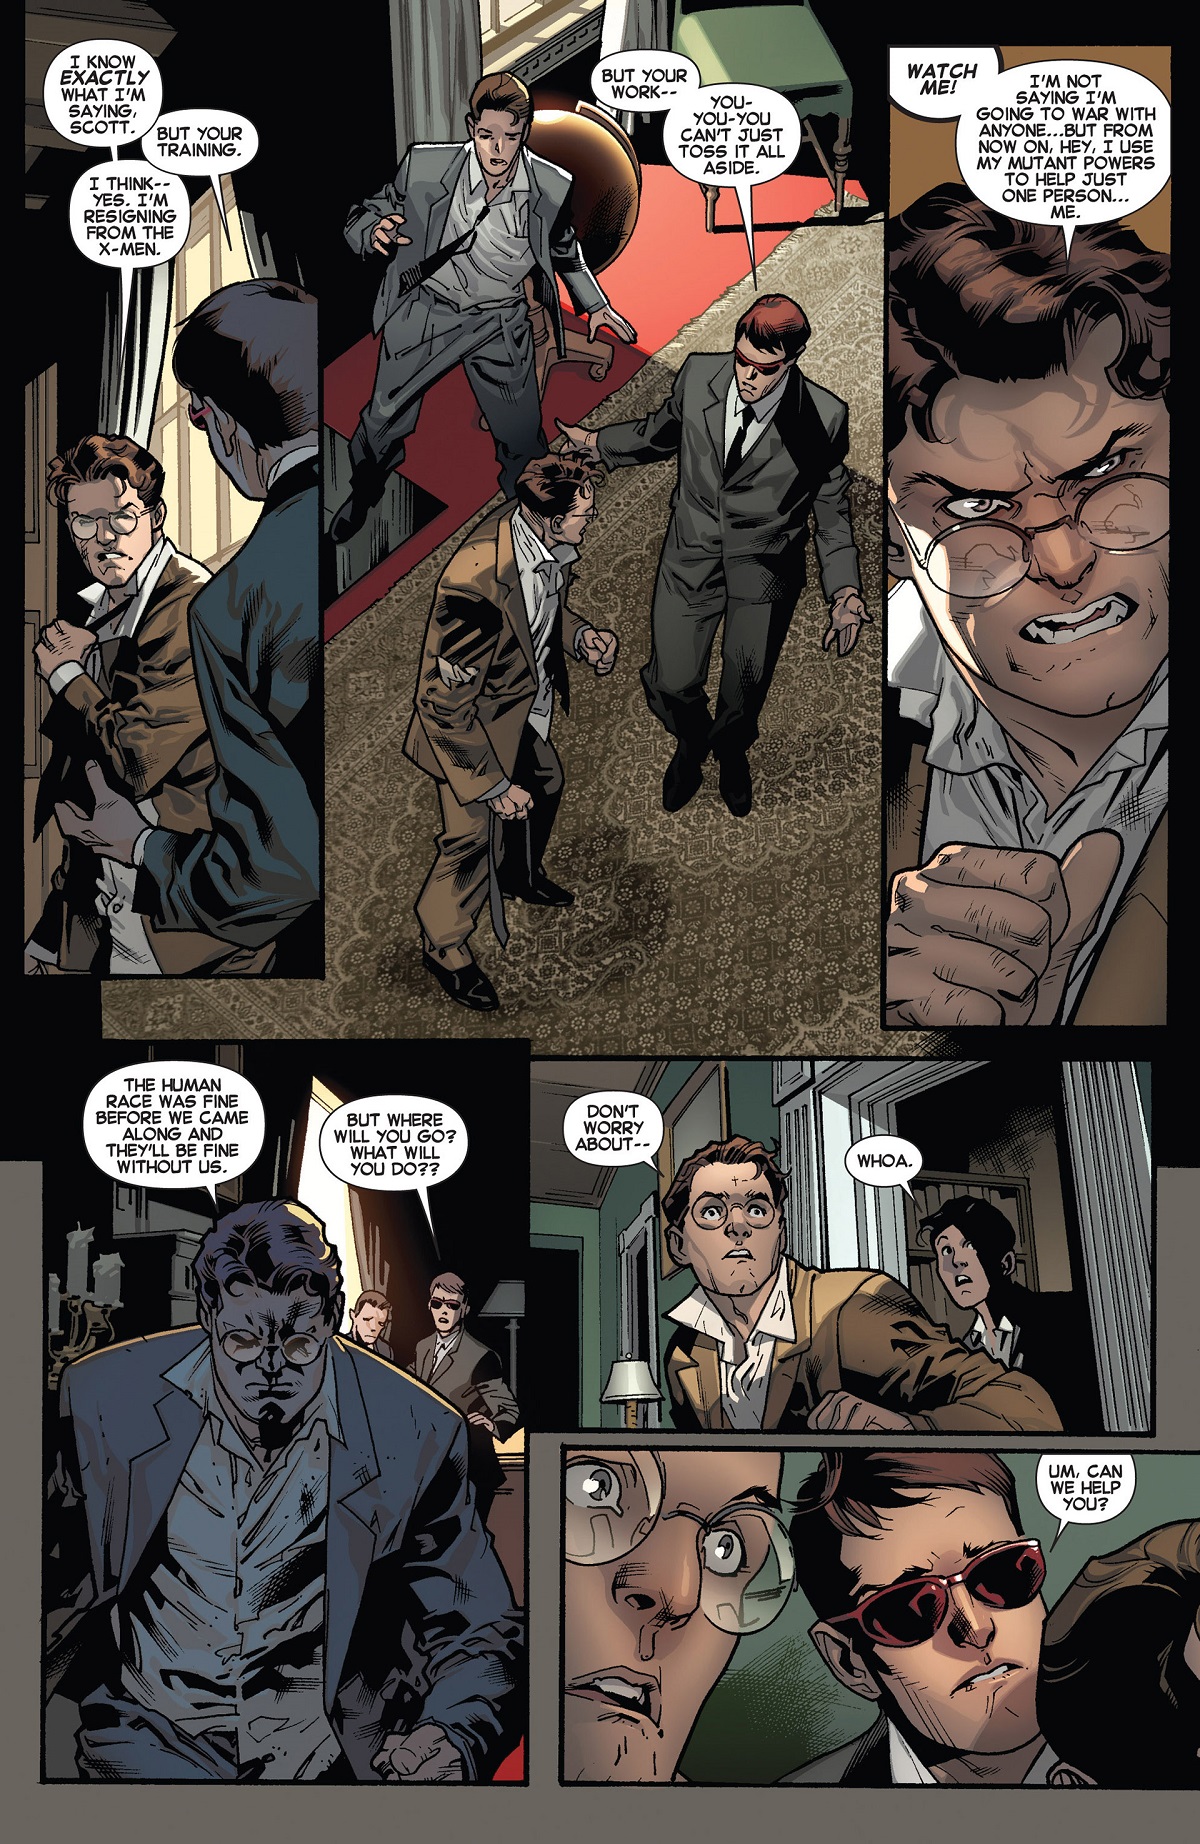 I KNOW
EXACTLY
WHAT I'M
SAYING,
SCOTT.
BUT YOUR
TRAINING.
I THINK--
YES. I'M
RESIGNING
FROM THE
X-MEN.
BUT YOUR
WORK--
YOU-
YOU-YOU
CAN'T JUST
TOSS IT ALL
ASIDE.
WATCH
ME!
I'M NOT
SAYING I'M
GOING TO WAR WITH
ANYONE...BUT FROM
NOW ON, HEY, I USE
MY MUTANT POWERS
TO HELP JUST
ONE PERSON...
ME.
THE HUMAN
RACE WAS FINE
BEFORE WE CAME
ALONG AND
THEY'LL BE FINE
WITHOUT US.
BUT WHERE
WILL YOU GO?
WHAT WILL
YOU DO??
DON'T
WORRY
ABOUT--
WHOA.
UM, CAN
WE HELP
YOU?